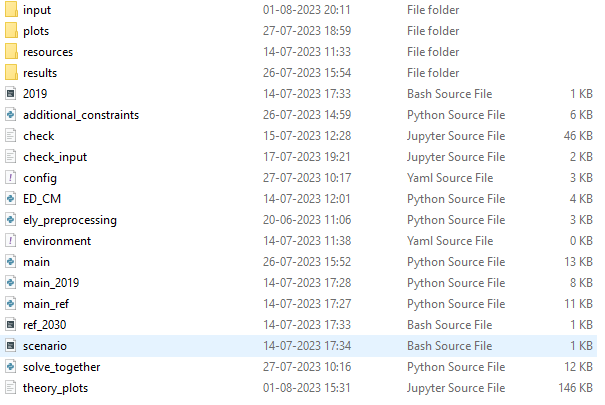 input 01-08-2023 20:11 File folder
plots 27-07-2023 18:59 File folder
resources 14-07-2023 11:33 File folder
results 26-07-2023 15:54 File folder
2019 14-07-2023 17:33 Bash Source File 1 KB
additional_constraints 26-07-2023 14:59 Python Source File 6 KB
check 15-07-2023 12:28 Jupyter Source File 46 KB
check_input 17-07-2023 19:21 Jupyter Source File 2 KB
config 27-07-2023 10:17 Yaml Source File 3 KB
ED_CM 14-07-2023 12:01 Python Source File 4 KB
ely_preprocessing 20-06-2023 11:06 Python Source File 3 KB
environment 14-07-2023 11:38 Yaml Source File 0 KB
main 26-07-2023 15:52 Python Source File 13 KB
main_2019 14-07-2023 17:28 Python Source File 8 KB
main_ref 14-07-2023 17:27 Python Source File 11 KB
ref_2030 14-07-2023 17:33 Bash Source File 1 KB
scenario 14-07-2023 17:34 Bash Source File 1 KB
solve_together 27-07-2023 10:16 Python Source File 12 KB
theory_plots 01-08-2023 15:31 Jupyter Source File 146 KB